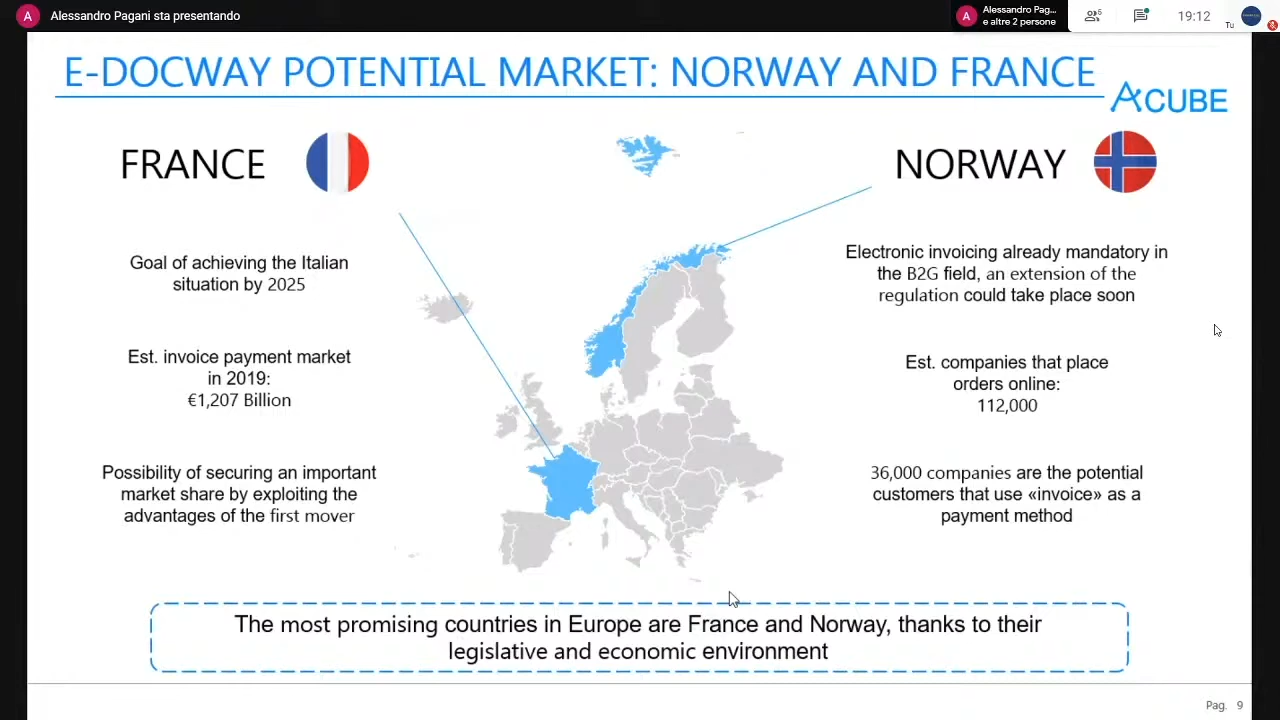 A Alessandro Pagani sta presentando
A Alessandro Pag...
e altre 2 persone
6
19:12
Tu
E-DOCWAY POTENTIAL MARKET: NORWAY AND FRANCE
ACUBE
FRANCE
Goal of achieving the Italian
situation by 2025
Est. invoice payment market
in 2019:
€1,207 Billion
Possibility of securing an important
market share by exploiting the
advantages of the first mover
NORWAY
Electronic invoicing already mandatory in
the B2G field, an extension of the
regulation could take place soon
Est. companies that place
orders online:
112,000
36,000 companies are the potential
customers that use «invoice» as a
payment method
The most promising countries in Europe are France and Norway, thanks to their
legislative and economic environment
Pag. 9